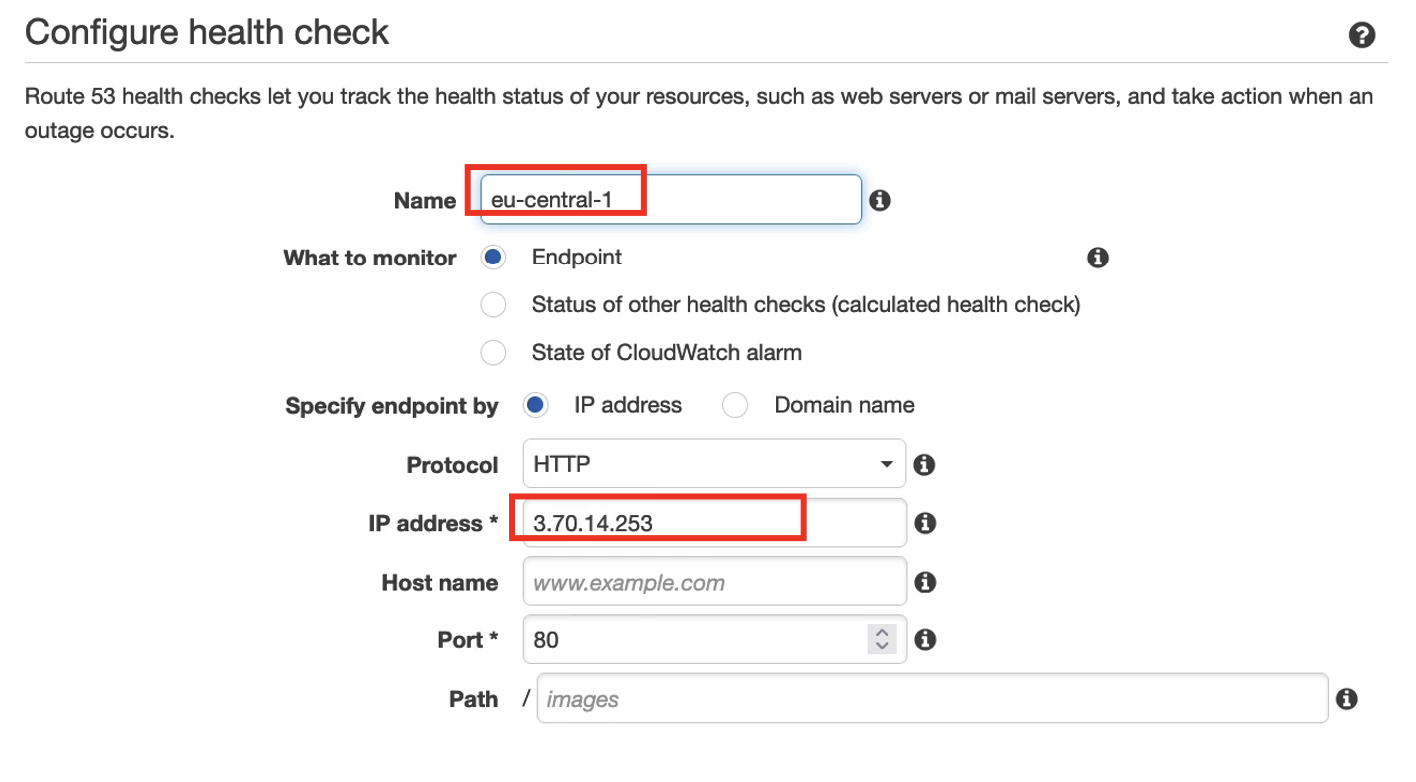 Configure health check
Route 53 health checks let you track the health status of your resources, such as web servers or mail servers, and take action when an
outage occurs.
Name eu-central-1
What to monitor Endpoint
Status of other health checks (calculated health check)
State of CloudWatch alarm
Specify endpoint by IP address Domain name
Protocol HTTP
IP address * 3.70.14.253
Host name www.example.com
Port * 80
Path / images